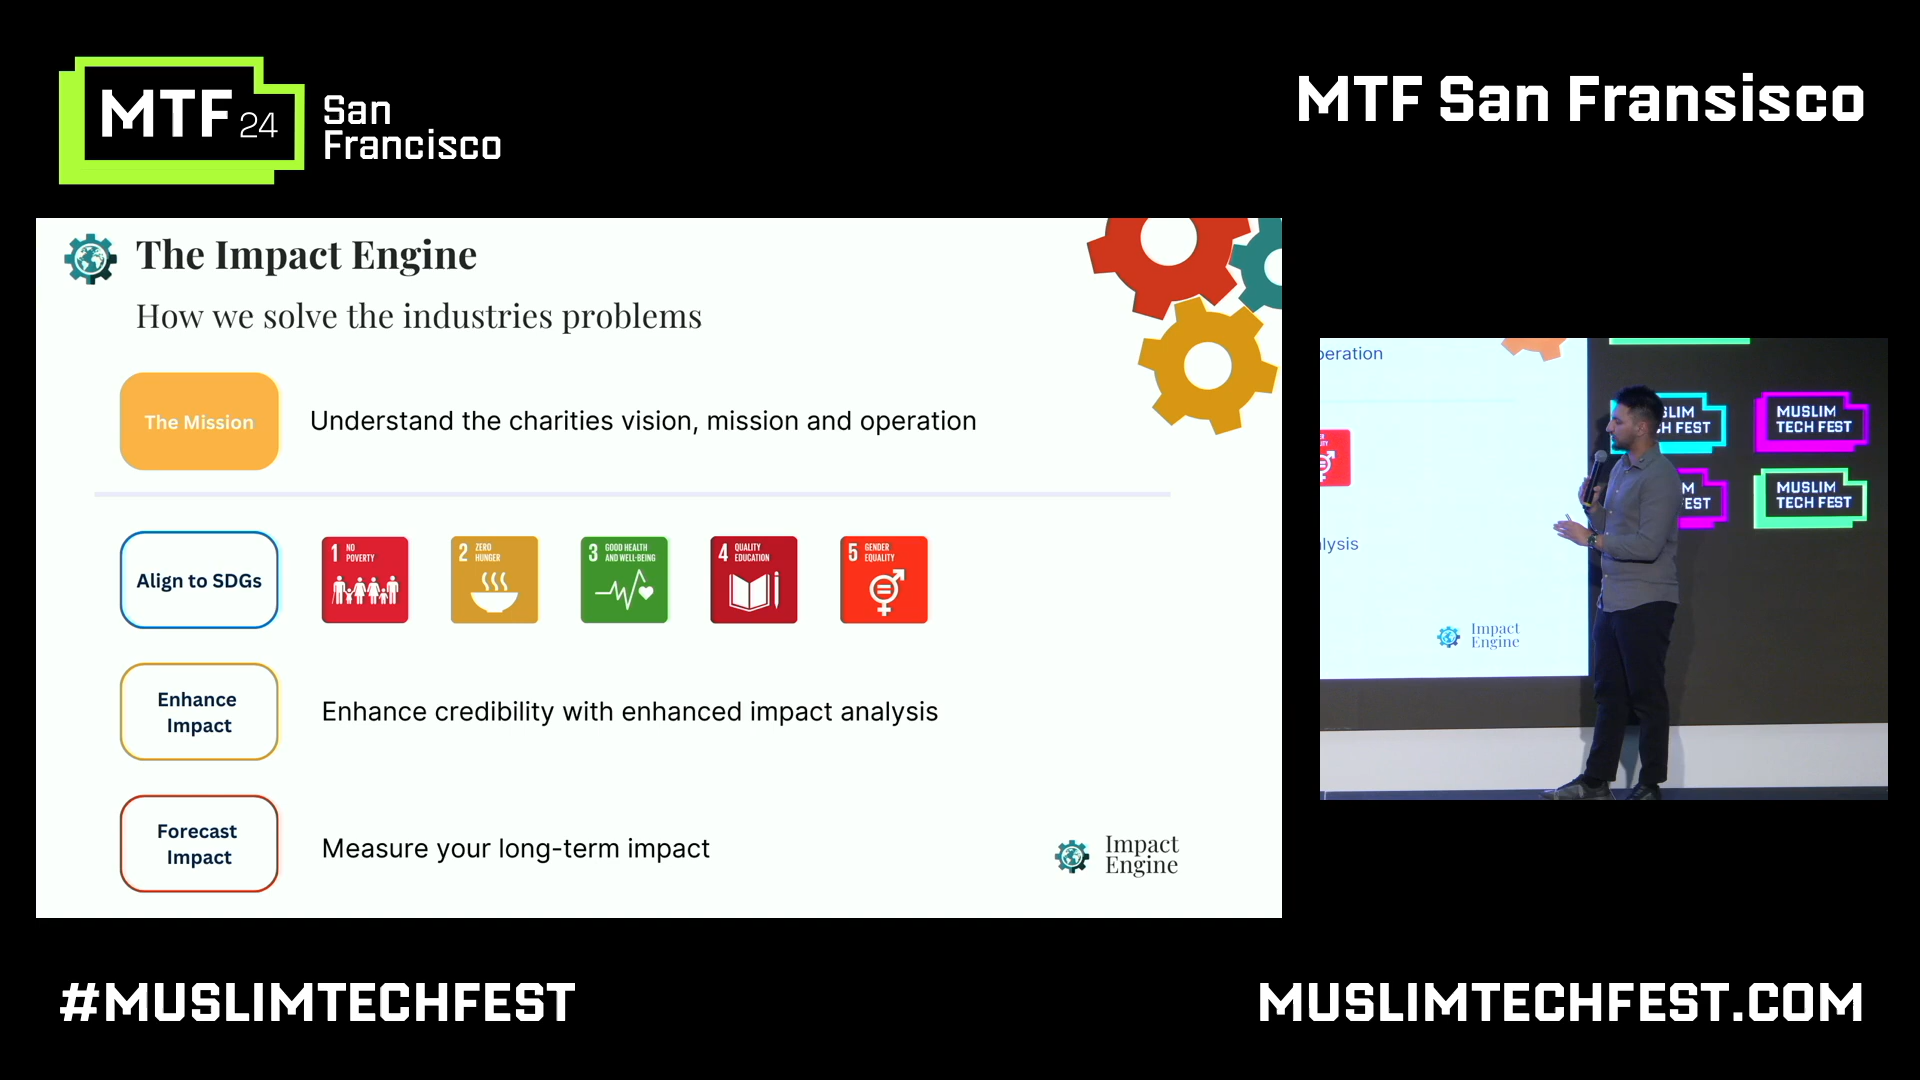 MTF 24
San
Francisco
MTF San Fransisco
The Impact Engine
How we solve the industries problems
The Mission
Understand the charities vision, mission and operation
Align to SDGs
1 NO
POVERTY
2 ZERO
HUNGER
3 GOOD HEALTH
AND WELL-BEING
4 QUALITY
EDUCATION
5 GENDER
EQUALITY
Enhance
Impact
Enhance credibility with enhanced impact analysis
Forecast
Impact
Measure your long-term impact
Impact
Engine
peration
lysis
Impact
Engine
SLIM
CH FEST
MUSLIM
TECH FEST
M
EST
MUSLIM
TECH FEST
#MUSLIMTECHFEST
MUSLIMTECHFEST.COM